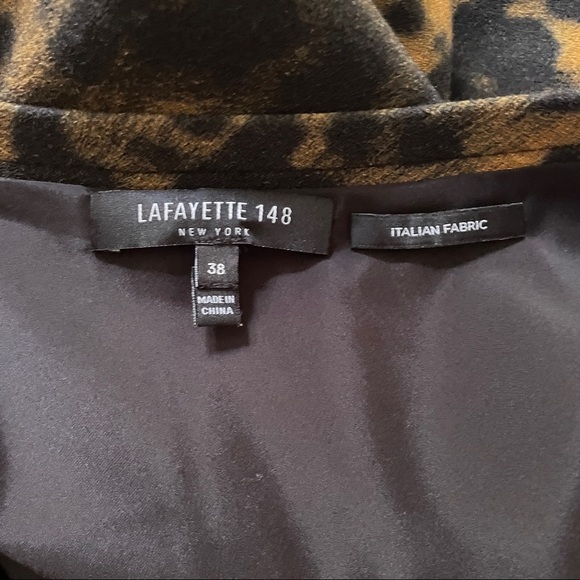 LAFAYETTE 148
NEW YORK
ITALIAN FABRIC
38
MADE IN
CHINA